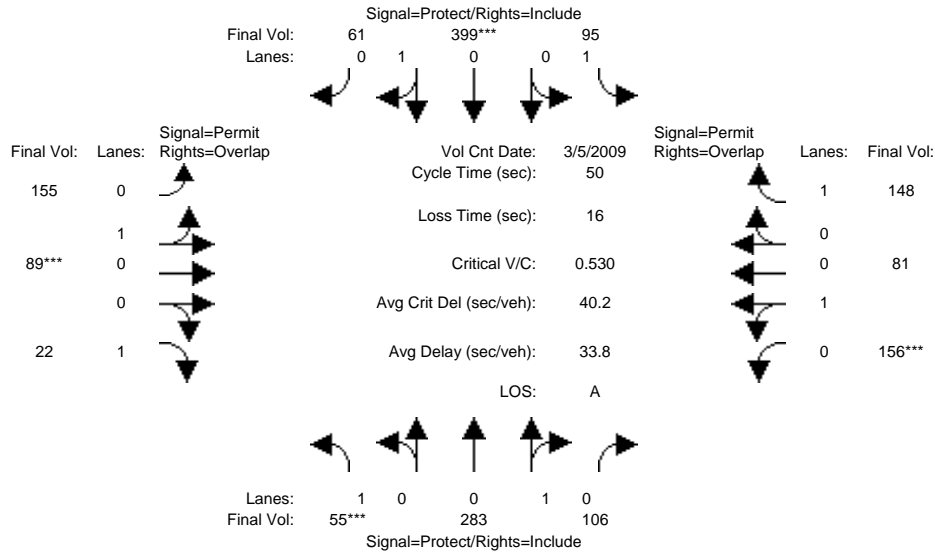 Signal=Protect/Rights=Include
Final Vol: 61 399*** 95
Lanes: 0 1 0 0 1
Signal=Permit Signal=Permit
Final Vol: Lanes: Rights=Overlap Vol Cnt Date: 3/5/2009 Rights=Overlap Lanes: Final Vol:
Cycle Time (sec): 50
155 0 1 148
Loss Time (sec): 16
1 0
89*** 0 Critical V/C: 0.530 0 81
0 Avg Crit Del (sec/veh): 40.2 1
22 1 Avg Delay (sec/veh): 33.8 0 156***
LOS: A
Lanes: 1 0 0 1 0
Final Vol: 55*** 283 106
Signal=Protect/Rights=Include